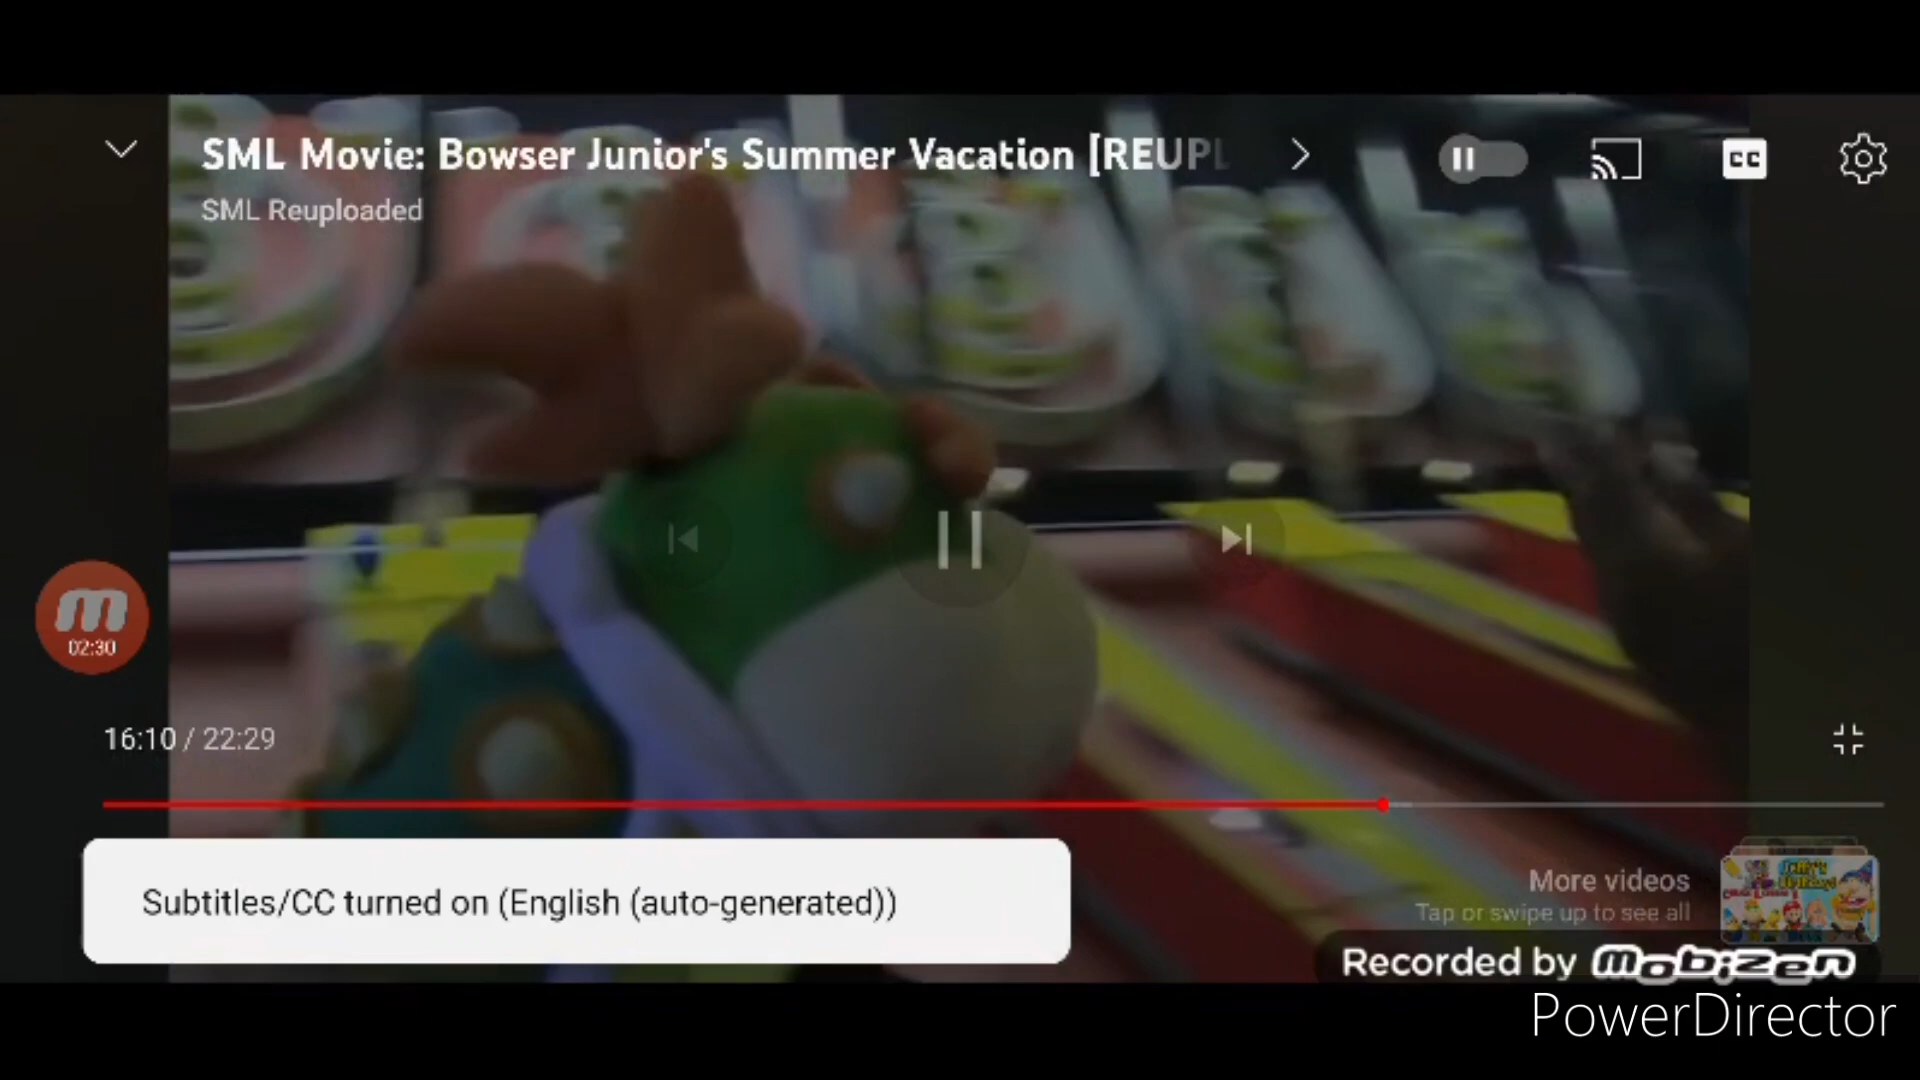 SML Movie: Bowser Junior's Summer Vacation [REUPL
SML Reuploaded
CC
m
02:30
16:10 / 22:29
Subtitles/CC turned on (English (auto-generated))
More videos
Tap or swipe up to see all
Recorded by Mobizen
PowerDirector